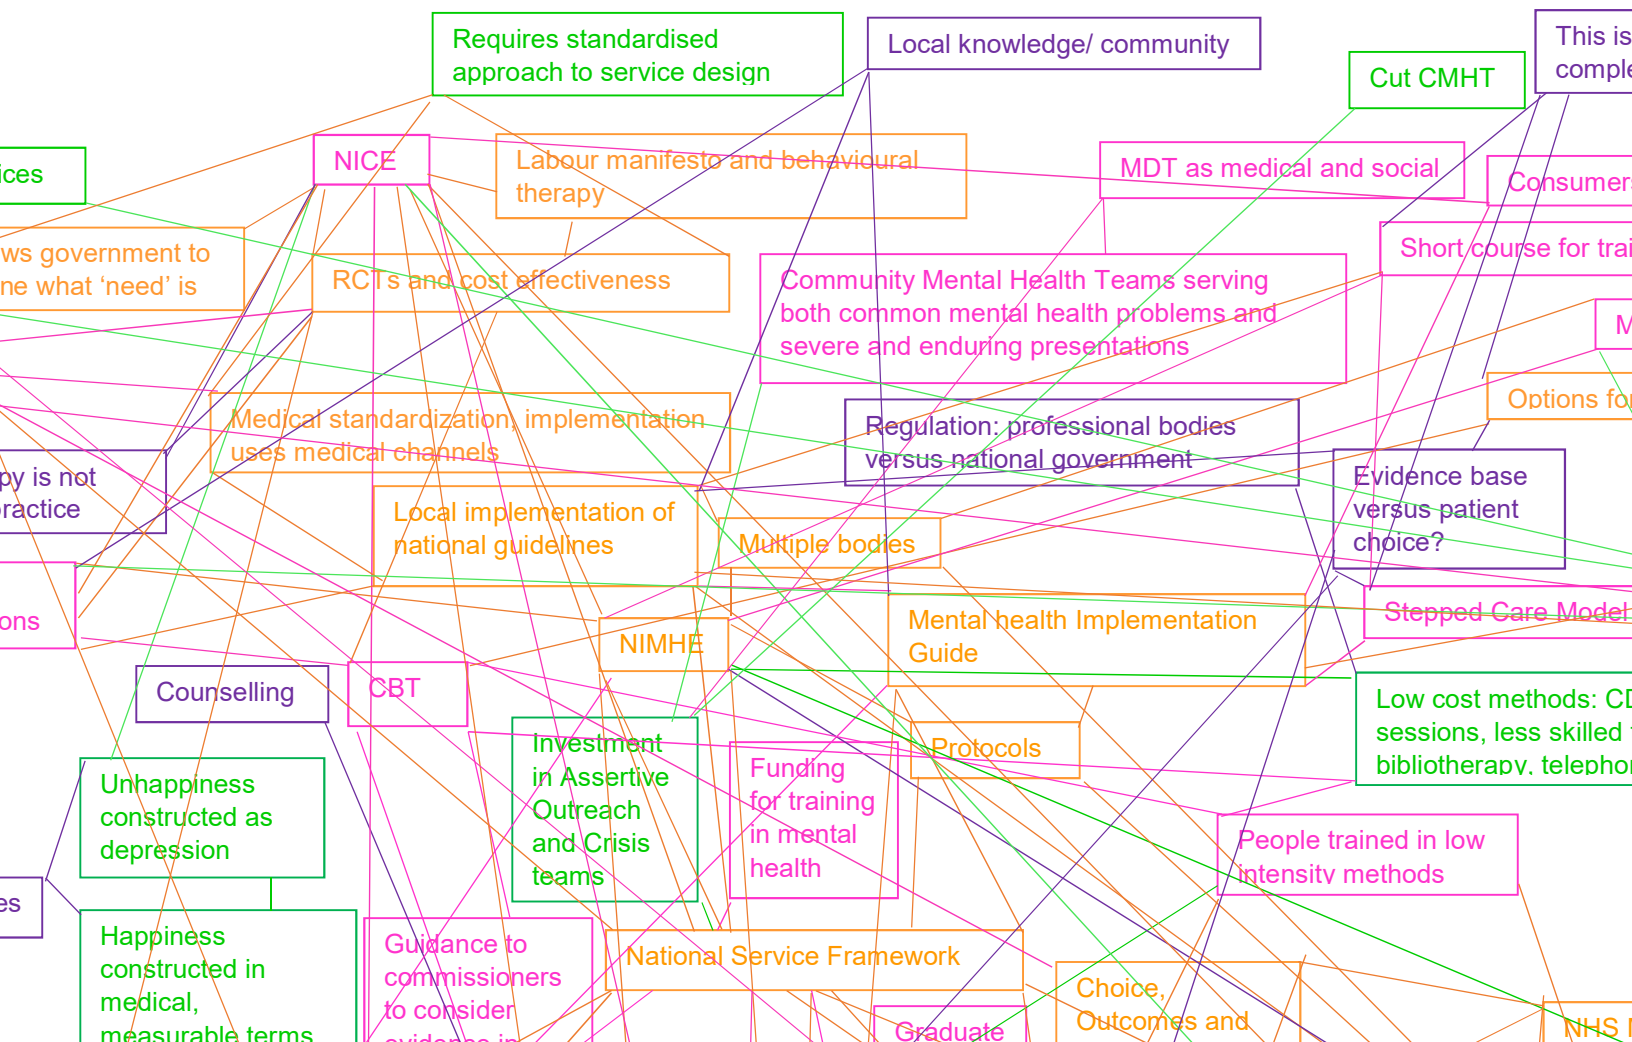 Requires standardised
approach to service design
Local knowledge/ community
This is
Cut CMHT
NICE
Labour manifesto and behavioural
therapy
MDT as medical and social
Consumers
ices
ws government to
ne what ‘need’ is
RCTs and cost effectiveness
Community Mental Health Teams serving
both common mental health problems and
severe and enduring presentations
Short course for trai
M
Medical standardization, implementation
uses medical channels
Regulation: professional bodies
versus national government
Options for
py is not
ractice
Local implementation of
national guidelines
Multiple bodies
Evidence base
versus patient
choice?
ons
NIMHE
Mental health Implementation
Guide
Stepped Care Model
Counselling
CBT
Low cost methods: CD
sessions, less skilled
bibliotherapy, telephon
Investment
in Assertive
Outreach
and Crisis
teams
Funding
for training
in mental
health
Protocols
Unhappiness
constructed as
depression
People trained in low
intensity methods
es
Happiness
constructed in
medical,
measurable terms
Guidance to
commissioners
to consider
evidence in
National Service Framework
Choice,
Outcomes and
Graduate
NHS